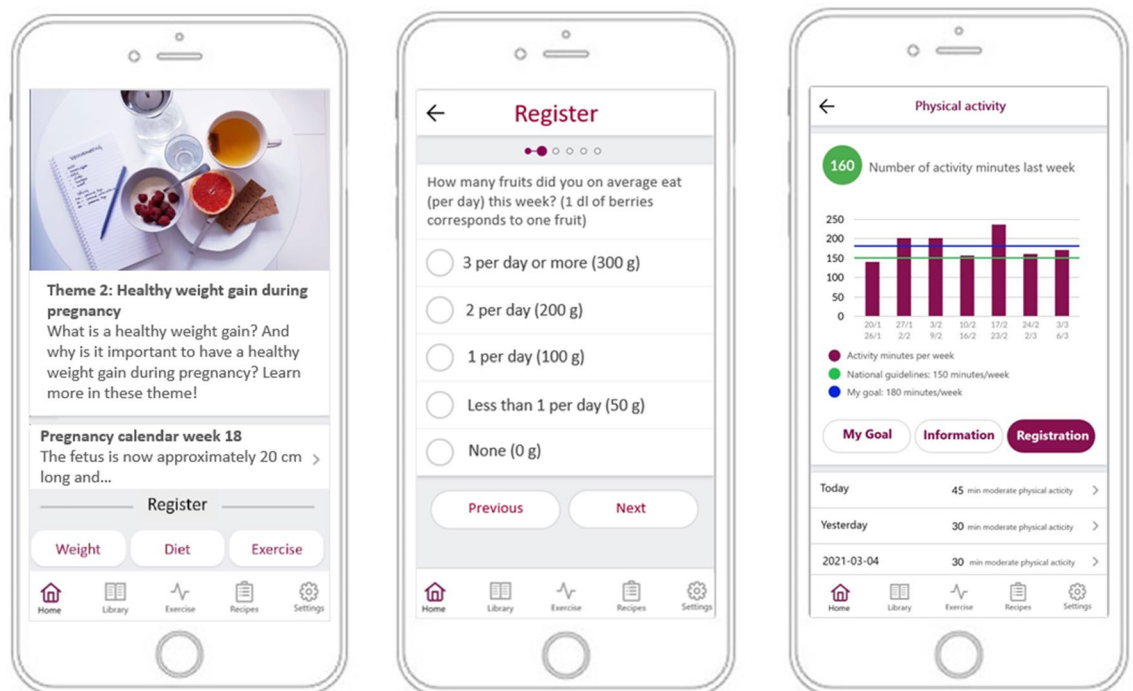 Theme 2: Healthy weight gain during
pregnancy
What is a healthy weight gain? And
why is it important to have a healthy
weight gain during pregnancy? Learn
more in these theme!
Pregnancy calendar week 18
The fetus is now approximately 20 cm
long and...
Register
Weight Diet Exercise
Home Library Exercise Recipes Settings
Register
How many fruits did you on average eat
(per day) this week? (1 dl of berries
corresponds to one fruit)
3 per day or more (300 g)
2 per day (200 g)
1 per day (100 g)
Less than 1 per day (50 g)
None (0 g)
Previous Next
Home Library Exercise Recipes Settings
Physical activity
160 Number of activity minutes last week
250
200
150
100
50
0
20/1 27/1 3/2 10/2 17/2 24/2 3/3
26/1 2/2 9/2 16/2 23/2 2/3 6/3
Activity minutes per week
National guidelines: 150 minutes/week
My goal: 180 minutes/week
My Goal Information Registration
Today 45 min moderate physical acticity
Yesterday 30 min moderate physical acticity
2021-03-04 30 min moderate physical acticity
Home Library Exercise Recipes Settings